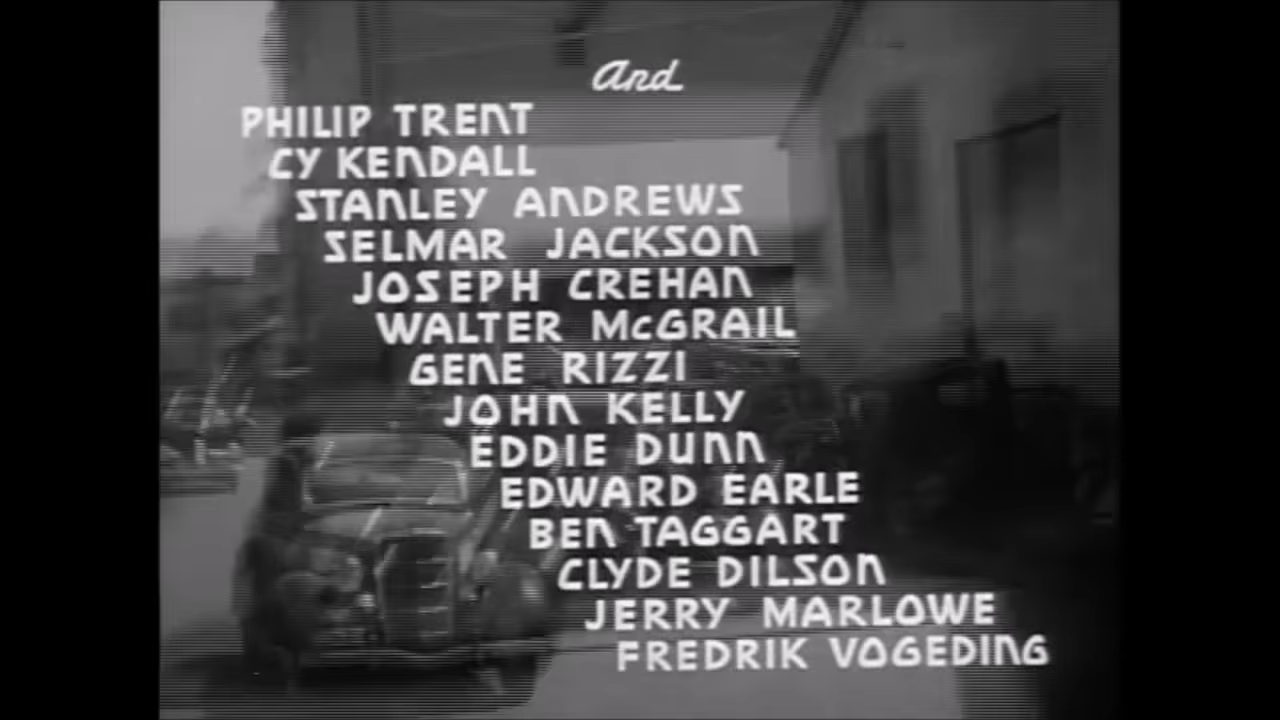 And
PHILIP TRENT
CY KENDALL
STANLEY ANDREWS
SELMAR JACKSON
JOSEPH CREHAN
WALTER McGRAIL
GENE RIZZI
JOHN KELLY
EDDIE DUNN
EDWARD EARLE
BEN TAGGART
CLYDE DILSON
JERRY MARLOWE
FREDRIK VOGEDING